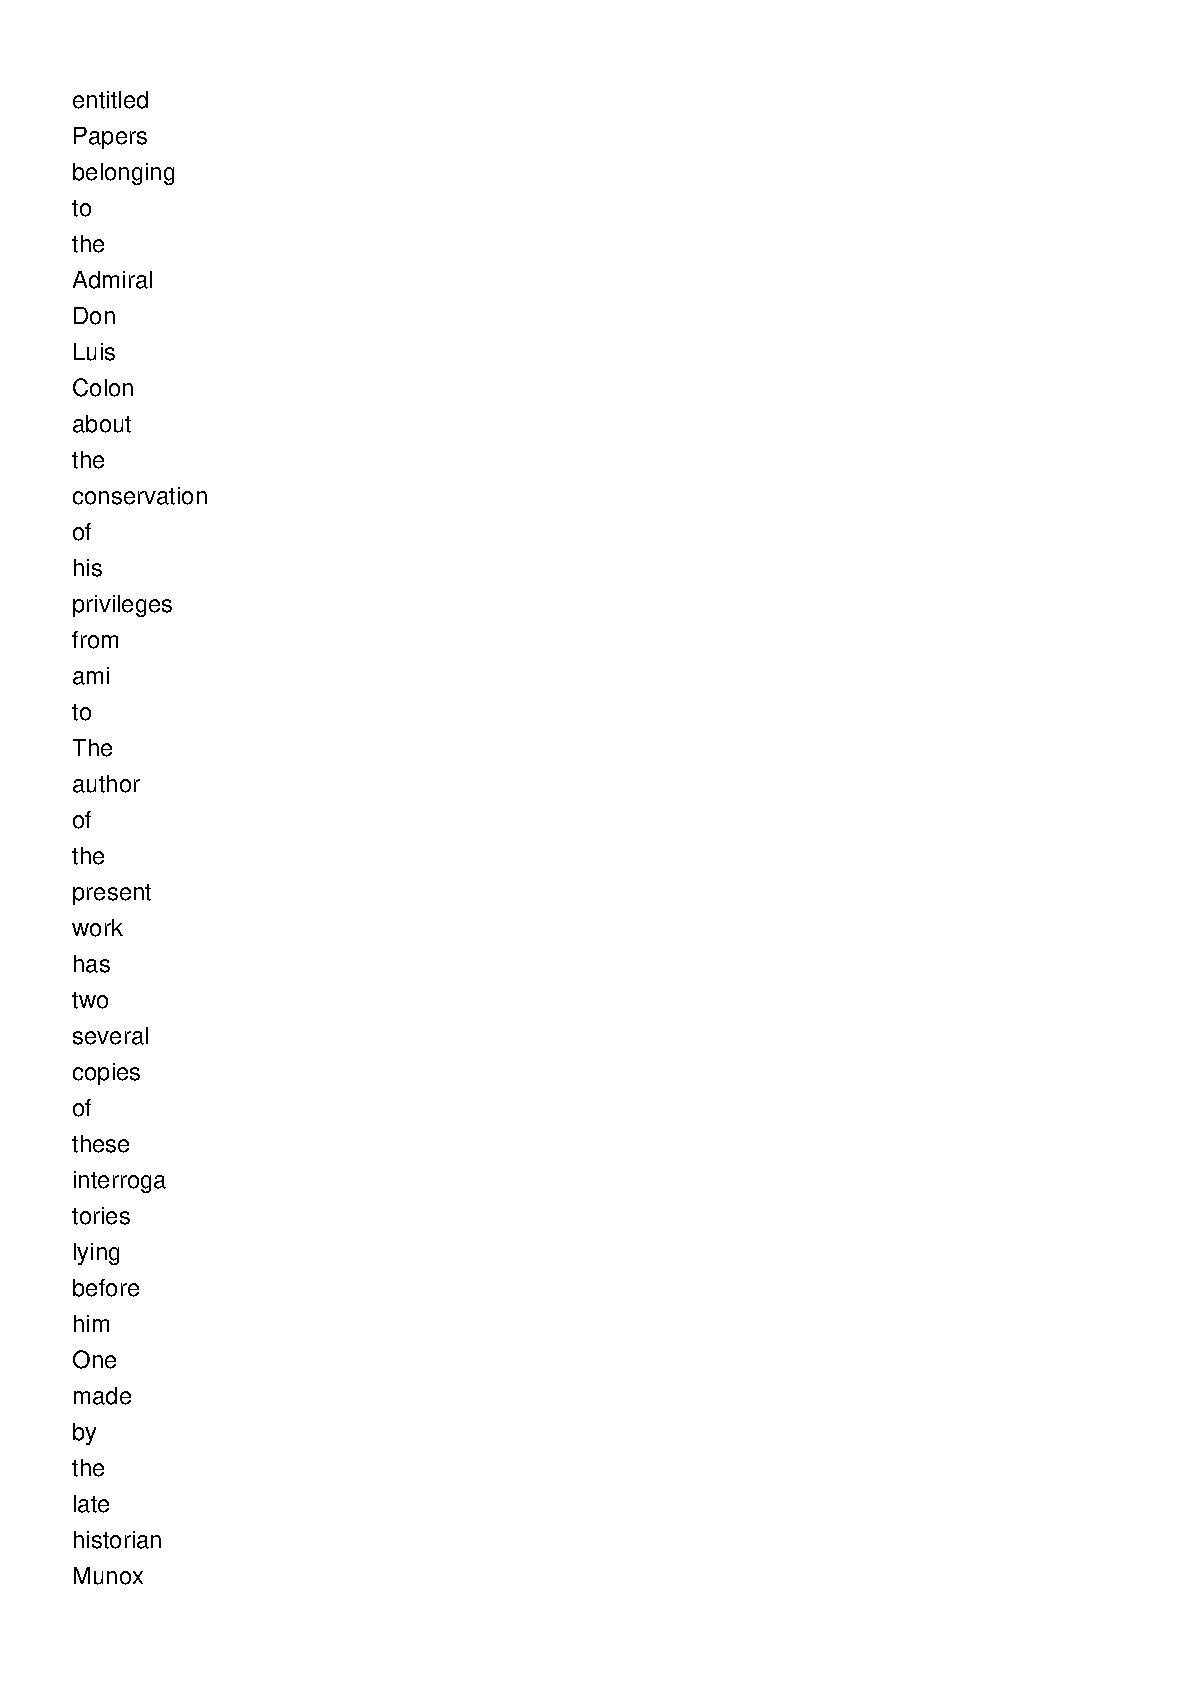 entitled
Papers
belonging
to
the
Admiral
Don
Luis
Colon
about
the
conservation
of
his
privileges
from
ami
to
The
author
of
the
present
work
has
two
several
copies
of
these
interroga
tories
lying
before
him
One
made
by
the
late
historian
Munox